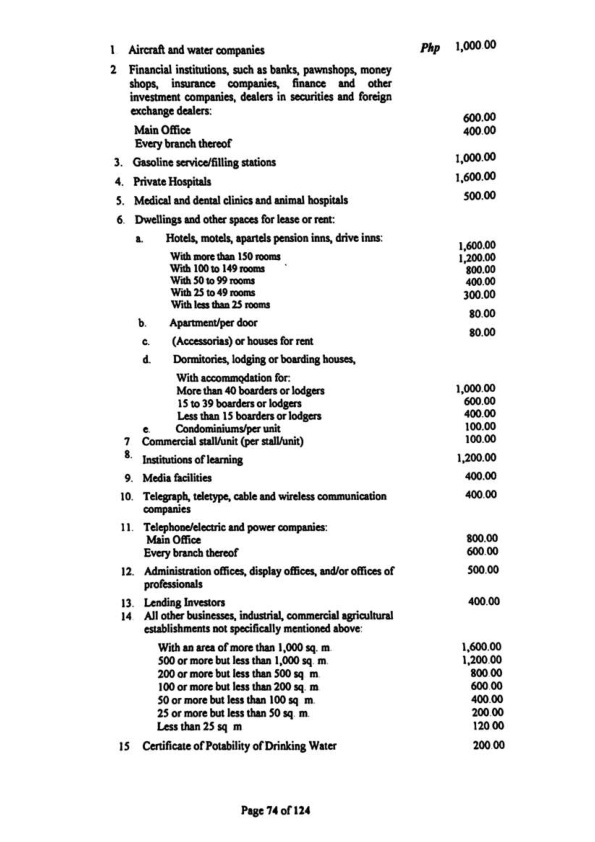 1 Aircraft and water companies Php 1,000.00
2 Financial institutions, such as banks, pawnshops, money
shops, insurance companies, finance and other
investment companies, dealers in securities and foreign
exchange dealers:
600.00
Main Office 400.00
Every branch thereof
3. Gasoline service/filling stations 1,000.00
4. Private Hospitals 1,600.00
5. Medical and dental clinics and animal hospitals 500.00
6. Dwellings and other spaces for lease or rent:
a. Hotels, motels, apartels pension inns, drive inns:
1,600.00
With more than 150 rooms 1,200.00
With 100 to 149 rooms 800.00
With 50 to 99 rooms 400.00
With 25 to 49 rooms 300.00
With less than 25 rooms
80.00
b. Apartment/per door
80.00
c. (Accessorias) or houses for rent
d. Dormitories, lodging or boarding houses,
With accommodation for:
More than 40 boarders or lodgers 1,000.00
15 to 39 boarders or lodgers 600.00
Less than 15 boarders or lodgers 400.00
e. Condominiums/per unit 100.00
7 Commercial stall/unit (per stall/unit) 100.00
8. Institutions of learning 1,200.00
9. Media facilities 400.00
10. Telegraph, teletype, cable and wireless communication 400.00
companies
11. Telephone/electric and power companies:
Main Office 800.00
Every branch thereof 600.00
12. Administration offices, display offices, and/or offices of 500.00
professionals
13. Lending Investors 400.00
14. All other businesses, industrial, commercial agricultural
establishments not specifically mentioned above:
With an area of more than 1,000 sq. m. 1,600.00
500 or more but less than 1,000 sq. m. 1,200.00
200 or more but less than 500 sq. m. 800.00
100 or more but less than 200 sq. m. 600.00
50 or more but less than 100 sq. m. 400.00
25 or more but less than 50 sq. m. 200.00
Less than 25 sq. m 120.00
15 Certificate of Potability of Drinking Water 200.00
Page 74 of 124